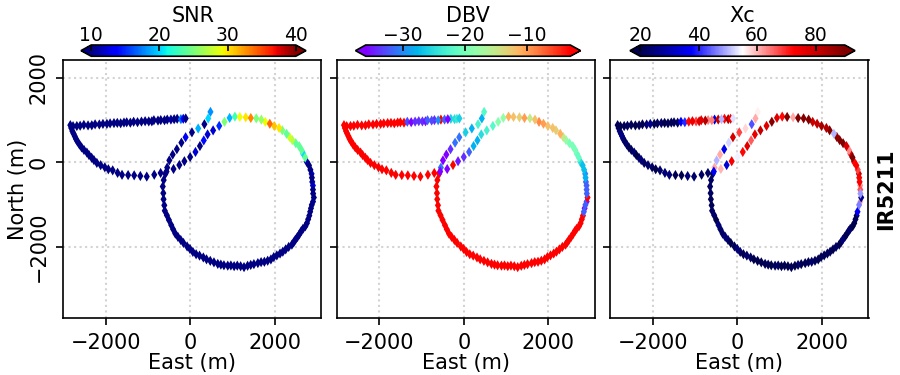 SNR
10 20 30 40
DBV
−30 −20 −10
Xc
20 40 60 80
North (m)
2000
0
−2000
−2000 0 2000
East (m)
−2000 0 2000
East (m)
−2000 0 2000
East (m)
IR5211